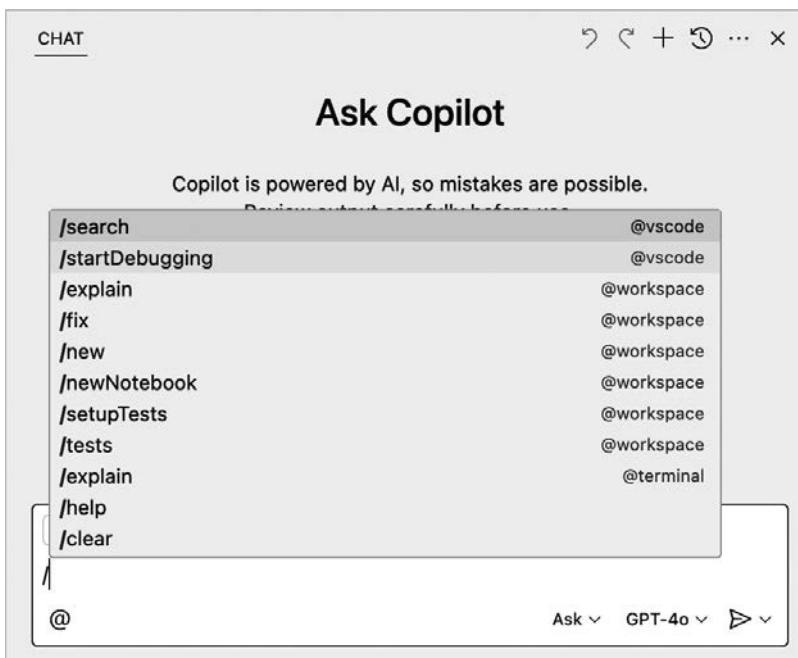 CHAT
Ask Copilot
Copilot is powered by AI, so mistakes are possible.
/search @vscode
/startDebugging @vscode
/explain @workspace
/fix @workspace
/new @workspace
/newNotebook @workspace
/setupTests @workspace
/tests @workspace
/explain @terminal
/help
/clear
/
@ Ask GPT-4o